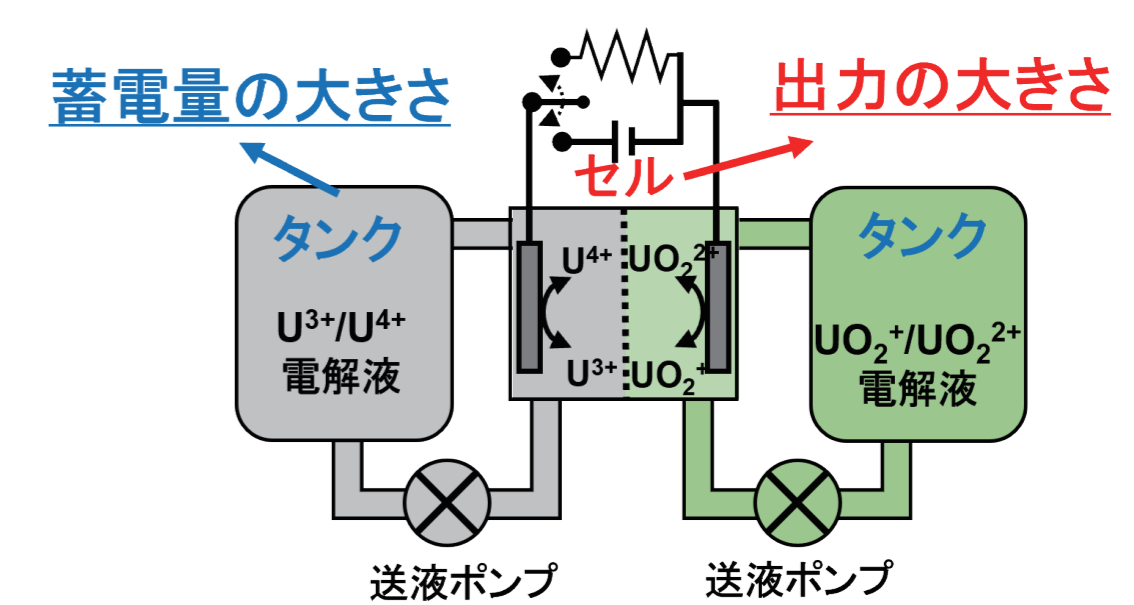 蓄電量の大きさ
出力の大きさ
セル
タンク
U³⁺/U⁴⁺
電解液
U⁴⁺
U³⁺
UO₂²⁺
UO₂⁺
タンク
UO₂⁺/UO₂²⁺
電解液
送液ポンプ
送液ポンプ